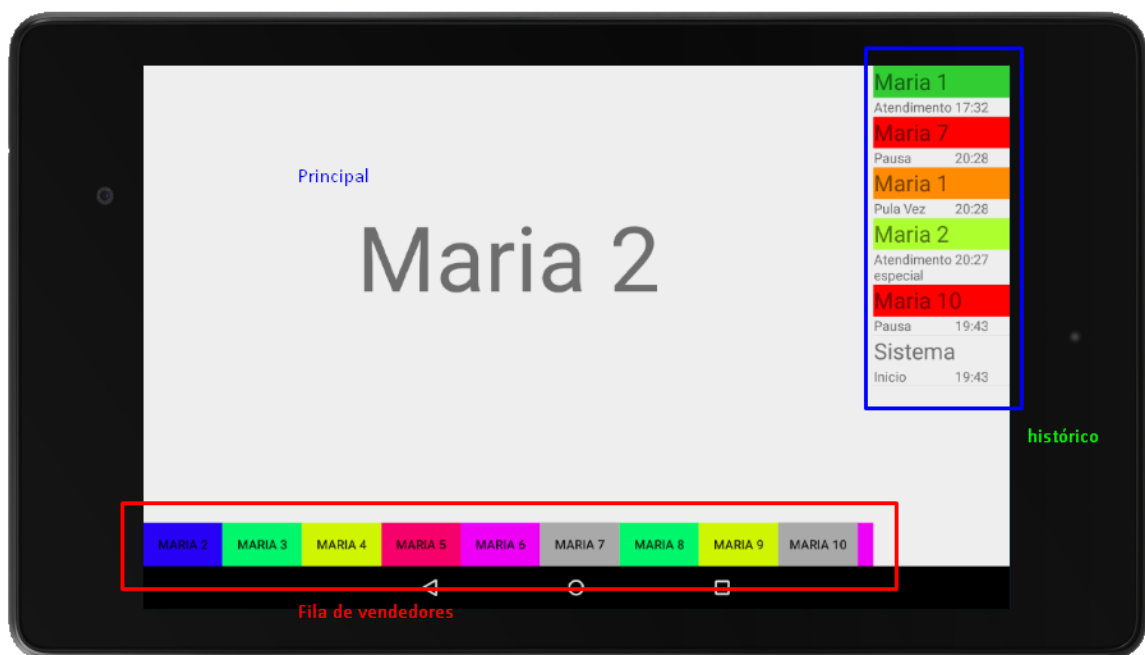 Principal
Maria 2
Maria 1
Atendimento 17:32
Maria 7
Pausa 20:28
Maria 1
Pula Vez 20:28
Maria 2
Atendimento 20:27
especial
Maria 10
Pausa 19:43
Sistema
Inicio 19:43
histórico
MARIA 2 MARIA 3 MARIA 4 MARIA 5 MARIA 6 MARIA 7 MARIA 8 MARIA 9 MARIA 10
Fila de vendedores